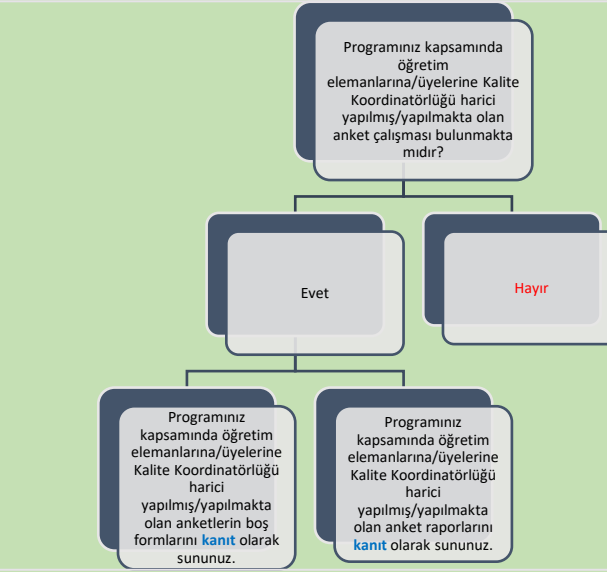 Programınız kapsamında
öğretim
elemanlarına/üyelerine Kalite
Koordinatörlüğü harici
yapılmış/yapılmakta olan
anket çalışması bulunmakta
mıdır?
Evet
Hayır
Programınız
kapsamında öğretim
elemanlarına/üyelerine
Kalite Koordinatörlüğü
harici
yapılmış/yapılmakta
olan anketlerin boş
formlarını kanıt olarak
sununuz.
Programınız
kapsamında öğretim
elemanlarına/üyelerine
Kalite Koordinatörlüğü
harici
yapılmış/yapılmakta
olan anket raporlarını
kanıt olarak sununuz.